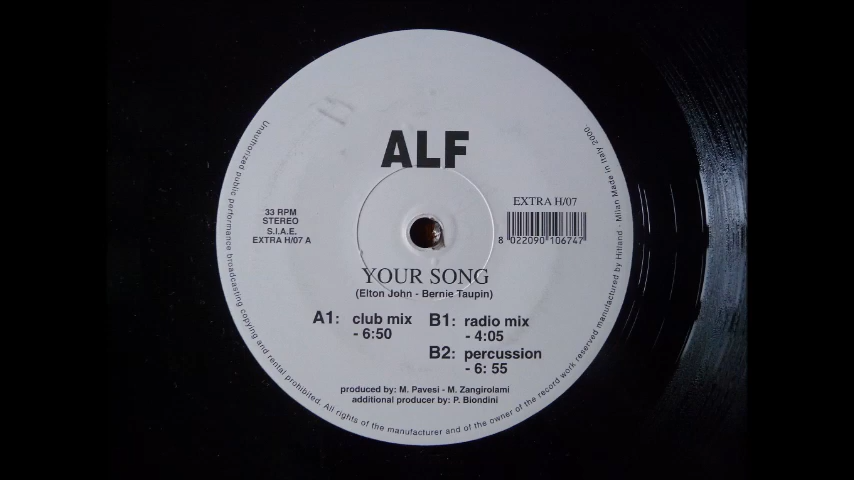 ALF
33 RPM
STEREO
S.I.A.E.
EXTRA H/07 A
EXTRA H/07
8 022090 106747
YOUR SONG
(Elton John - Bernie Taupin)
A1: club mix
- 6:50
B1: radio mix
- 4:05
B2: percussion
- 6: 55
produced by: M. Pavesi - M. Zangirolami
additional producer by: P. Biondini
Unauthorized public performance broadcasting copying and rental prohibited. All rights of the manufacturer and of the owner of the record work reserved manufactured by Hitland - Milan Made in Italy 2000.